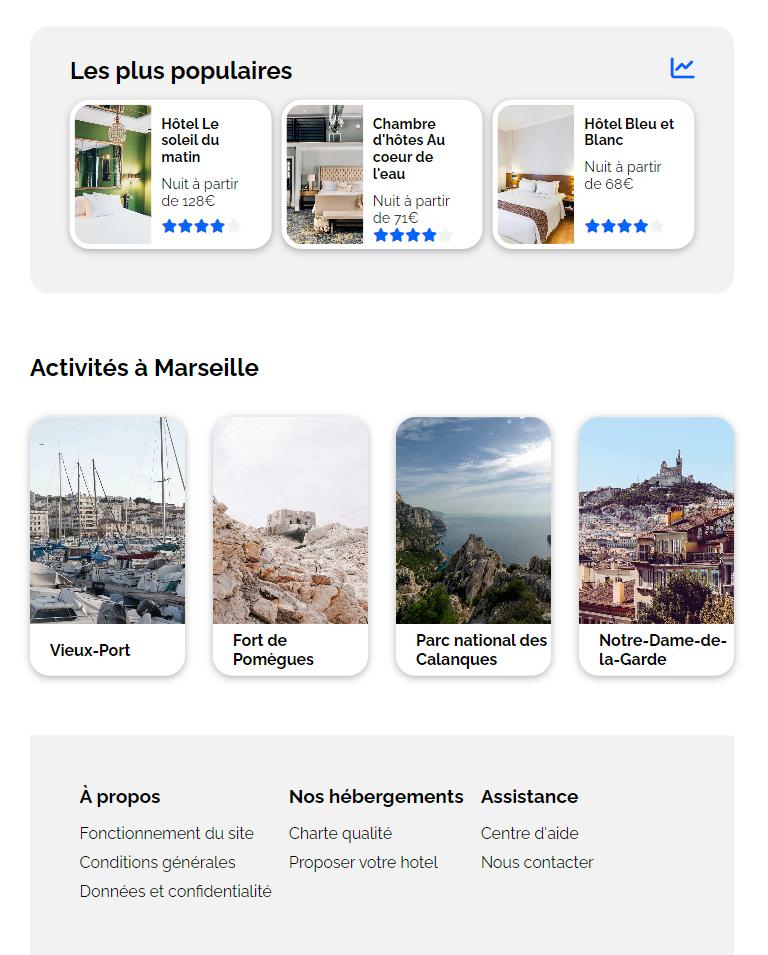 Les plus populaires
Hôtel Le
soleil du
matin
Nuit à partir
de 128€
Chambre
d'hôtes Au
coeur de
l'eau
Nuit à partir
de 71€
Hôtel Bleu et
Blanc
Nuit à partir
de 68€
Activités à Marseille
Vieux-Port
Fort de
Pomègues
Parc national des
Calanques
Notre-Dame-de-
la-Garde
À propos
Fonctionnement du site
Conditions générales
Données et confidentialité
Nos hébergements
Charte qualité
Proposer votre hotel
Assistance
Centre d'aide
Nous contacter